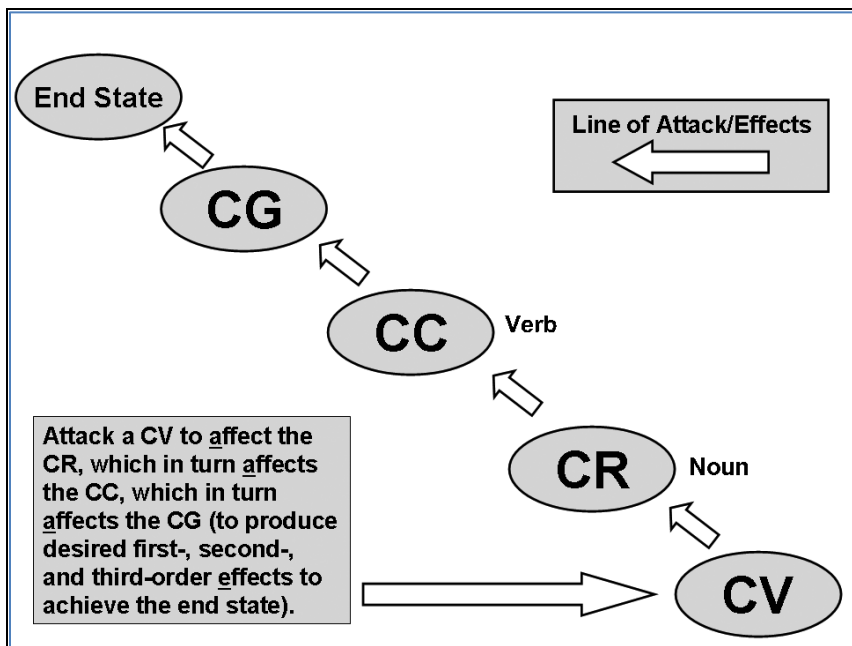 End State
Line of Attack/Effects
CG
CC
Verb
CR
Noun
Attack a CV to affect the
CR, which in turn affects
the CC, which in turn
affects the CG (to produce
desired first-, second-,
and third-order effects to
achieve the end state).
CV